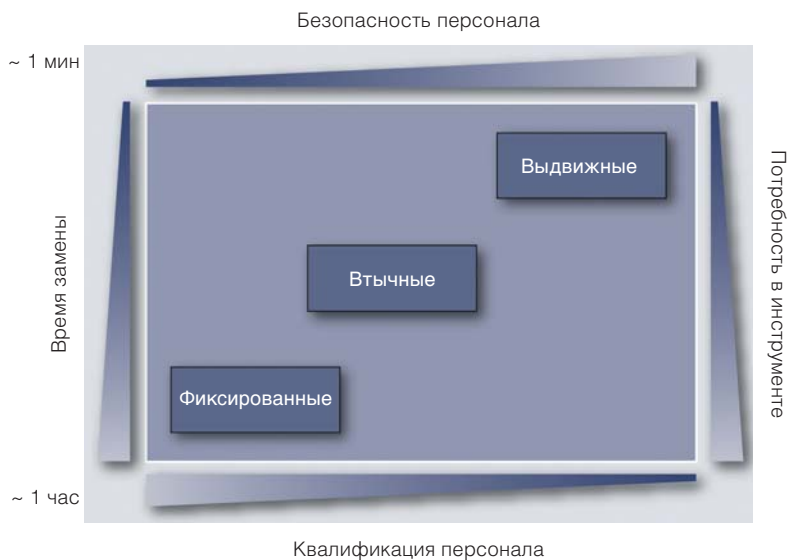 Безопасность персонала
~ 1 мин
Выдвижные
Втычные
Фиксированные
Время замены
Потребность в инструменте
~ 1 час
Квалификация персонала